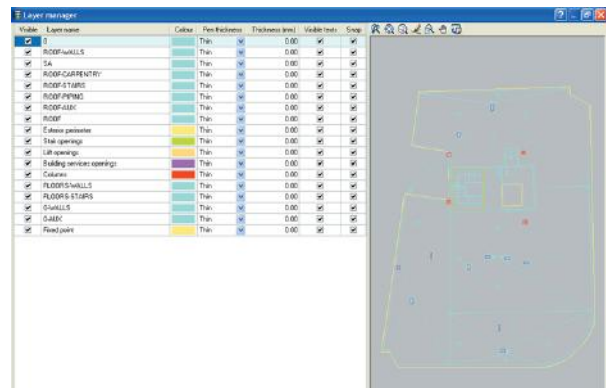 Layer manager
Visible Layer name Colour Pen thickness Thickness (mm) Visible texts Snap
0 Thin 0.00
ROOF-WALLS Thin 0.00
SA Thin 0.00
ROOF-CARPENTRY Thin 0.00
ROOF-STAIRS Thin 0.00
ROOF-PIPING Thin 0.00
ROOF-AUX Thin 0.00
ROOF Thin 0.00
Exterior perimeter Thin 0.00
Stair openings Thin 0.00
Lift openings Thin 0.00
Building services openings Thin 0.00
Columns Thin 0.00
FLOORS-WALLS Thin 0.00
FLOORS-STAIRS Thin 0.00
0-WALLS Thin 0.00
0-AUX Thin 0.00
Fixed point Thin 0.00